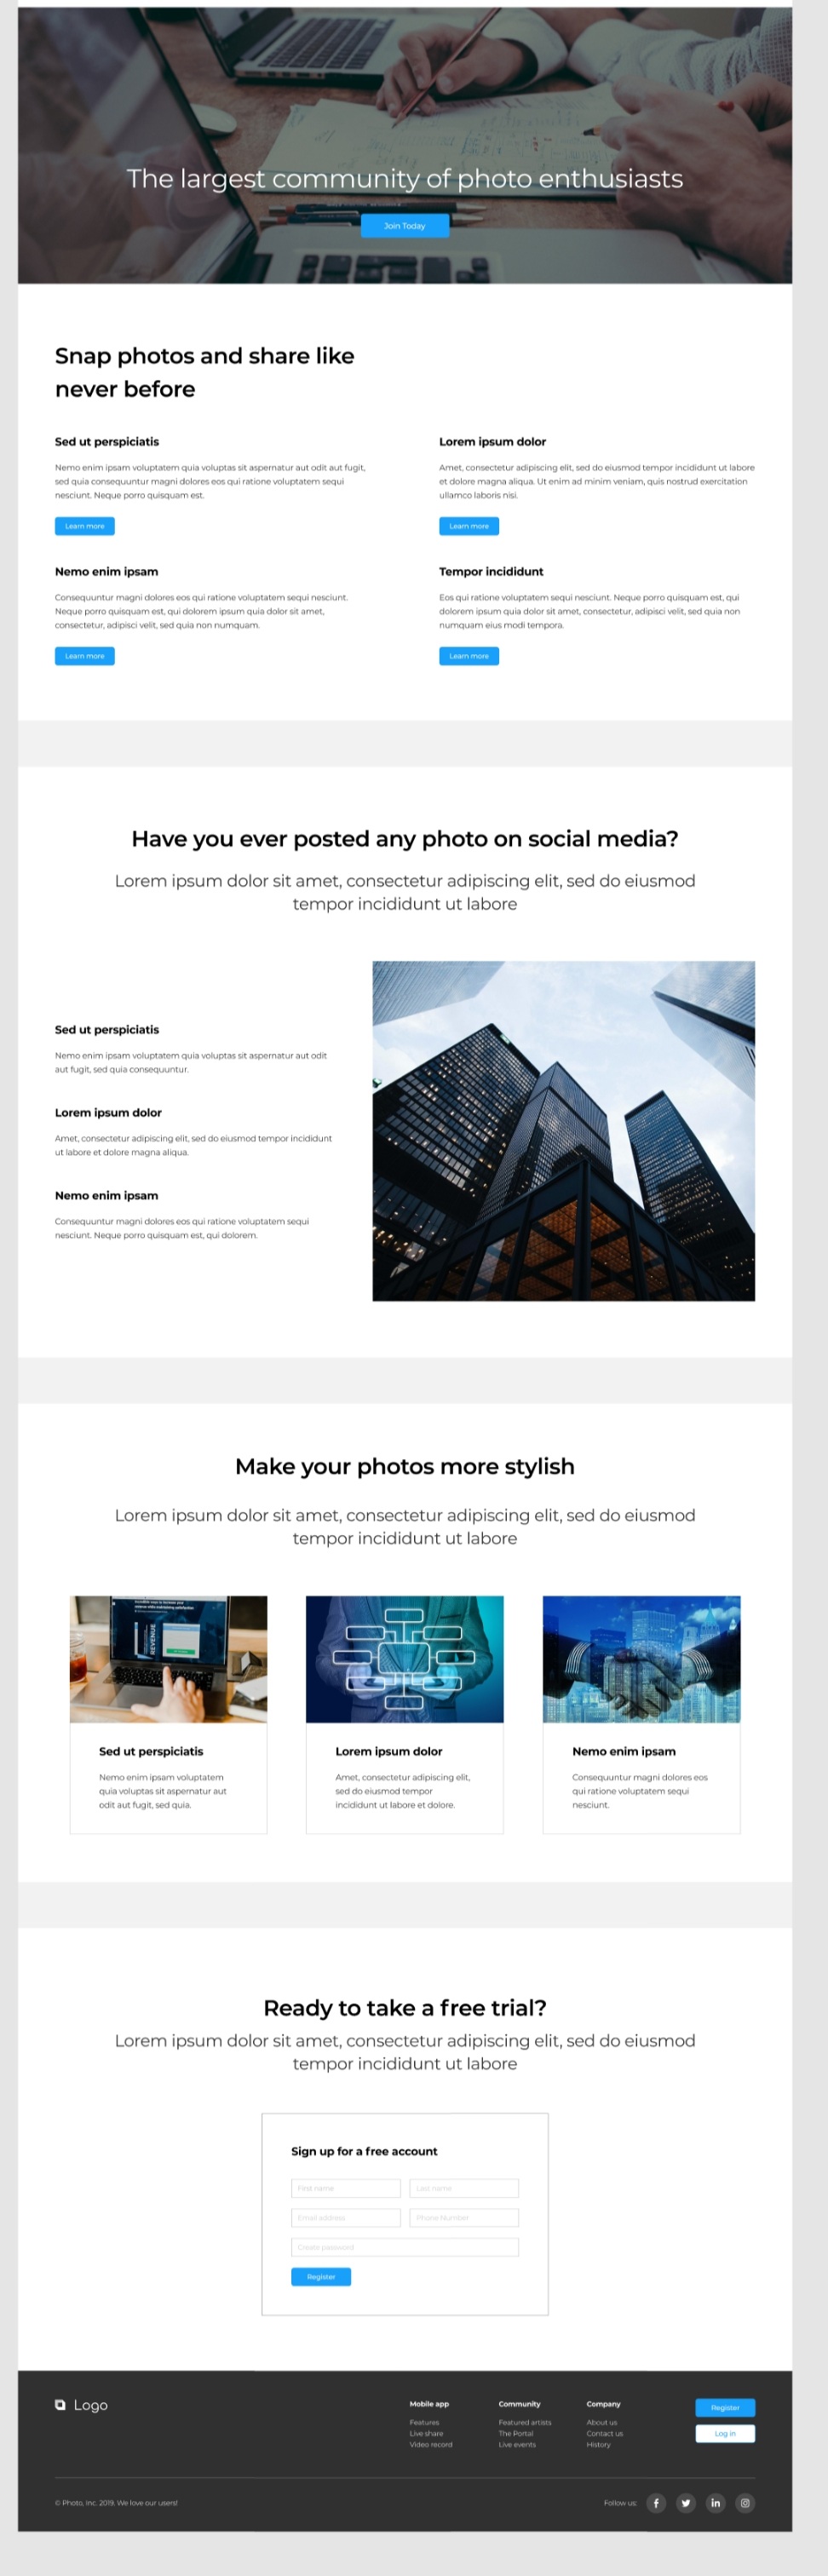 The largest community of photo enthusiasts
Join Today
Snap photos and share like
never before
Sed ut perspiciatis
Nemo enim ipsam voluptatem quia voluptas sit aspernatur aut odit aut fugit,
sed quia consequuntur magni dolores eos qui ratione voluptatem sequi
nesciunt. Neque porro quisquam est.
Learn more
Lorem ipsum dolor
Amet, consectetur adipiscing elit, sed do eiusmod tempor incididunt ut labore
et dolore magna aliqua. Ut enim ad minim veniam, quis nostrud exercitation
ullamco laboris nisi.
Learn more
Nemo enim ipsam
Consequuntur magni dolores eos qui ratione voluptatem sequi nesciunt.
Neque porro quisquam est, qui dolorem ipsum quia dolor sit amet,
consectetur, adipisci velit, sed quia non numquam.
Learn more
Tempor incididunt
Eos qui ratione voluptatem sequi nesciunt. Neque porro quisquam est, qui
dolorem ipsum quia dolor sit amet, consectetur, adipisci velit, sed quia non
numquam eius modi tempora.
Learn more
Have you ever posted any photo on social media?
Lorem ipsum dolor sit amet, consectetur adipiscing elit, sed do eiusmod
tempor incididunt ut labore
Sed ut perspiciatis
Nemo enim ipsam voluptatem quia voluptas sit aspernatur aut odit
aut fugit, sed quia consequuntur.
Lorem ipsum dolor
Amet, consectetur adipiscing elit, sed do eiusmod tempor incididunt
ut labore et dolore magna aliqua.
Nemo enim ipsam
Consequuntur magni dolores eos qui ratione voluptatem sequi
nesciunt. Neque porro quisquam est, qui dolorem.
Make your photos more stylish
Lorem ipsum dolor sit amet, consectetur adipiscing elit, sed do eiusmod
tempor incididunt ut labore
REVENUE
Sed ut perspiciatis
Nemo enim ipsam voluptatem
quia voluptas sit aspernatur aut
odit aut fugit, sed quia.
Lorem ipsum dolor
Amet, consectetur adipiscing elit,
sed do eiusmod tempor
incididunt ut labore et dolore.
Nemo enim ipsam
Consequuntur magni dolores eos
qui ratione voluptatem sequi
nesciunt.
Ready to take a free trial?
Lorem ipsum dolor sit amet, consectetur adipiscing elit, sed do eiusmod
tempor incididunt ut labore
Sign up for a free account
First name
Last name
Email address
Phone Number
Create password
Register
Logo
Mobile app
Features
Live share
Video record
Community
Featured artists
The Portal
Live events
Company
About us
Contact us
History
Register
Log in
© Photo, Inc. 2019. We love our users!
Follow us: